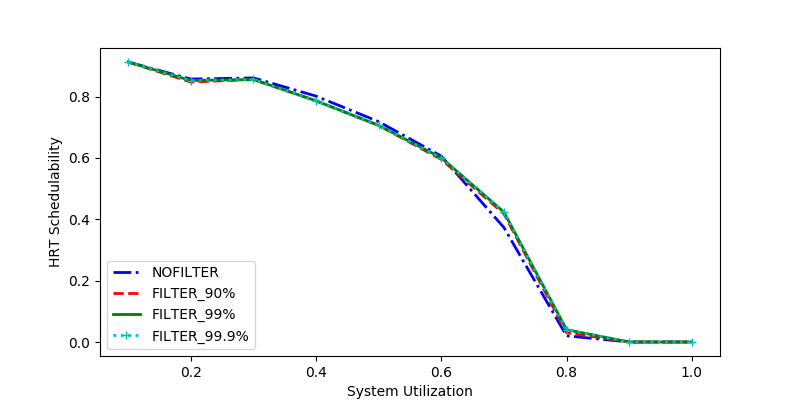 0.8
0.6
0.4
0.2
0.0
HRT Schedulability
NOFILTER
FILTER_90%
FILTER_99%
FILTER_99.9%
0.2 0.4 0.6 0.8 1.0
System Utilization